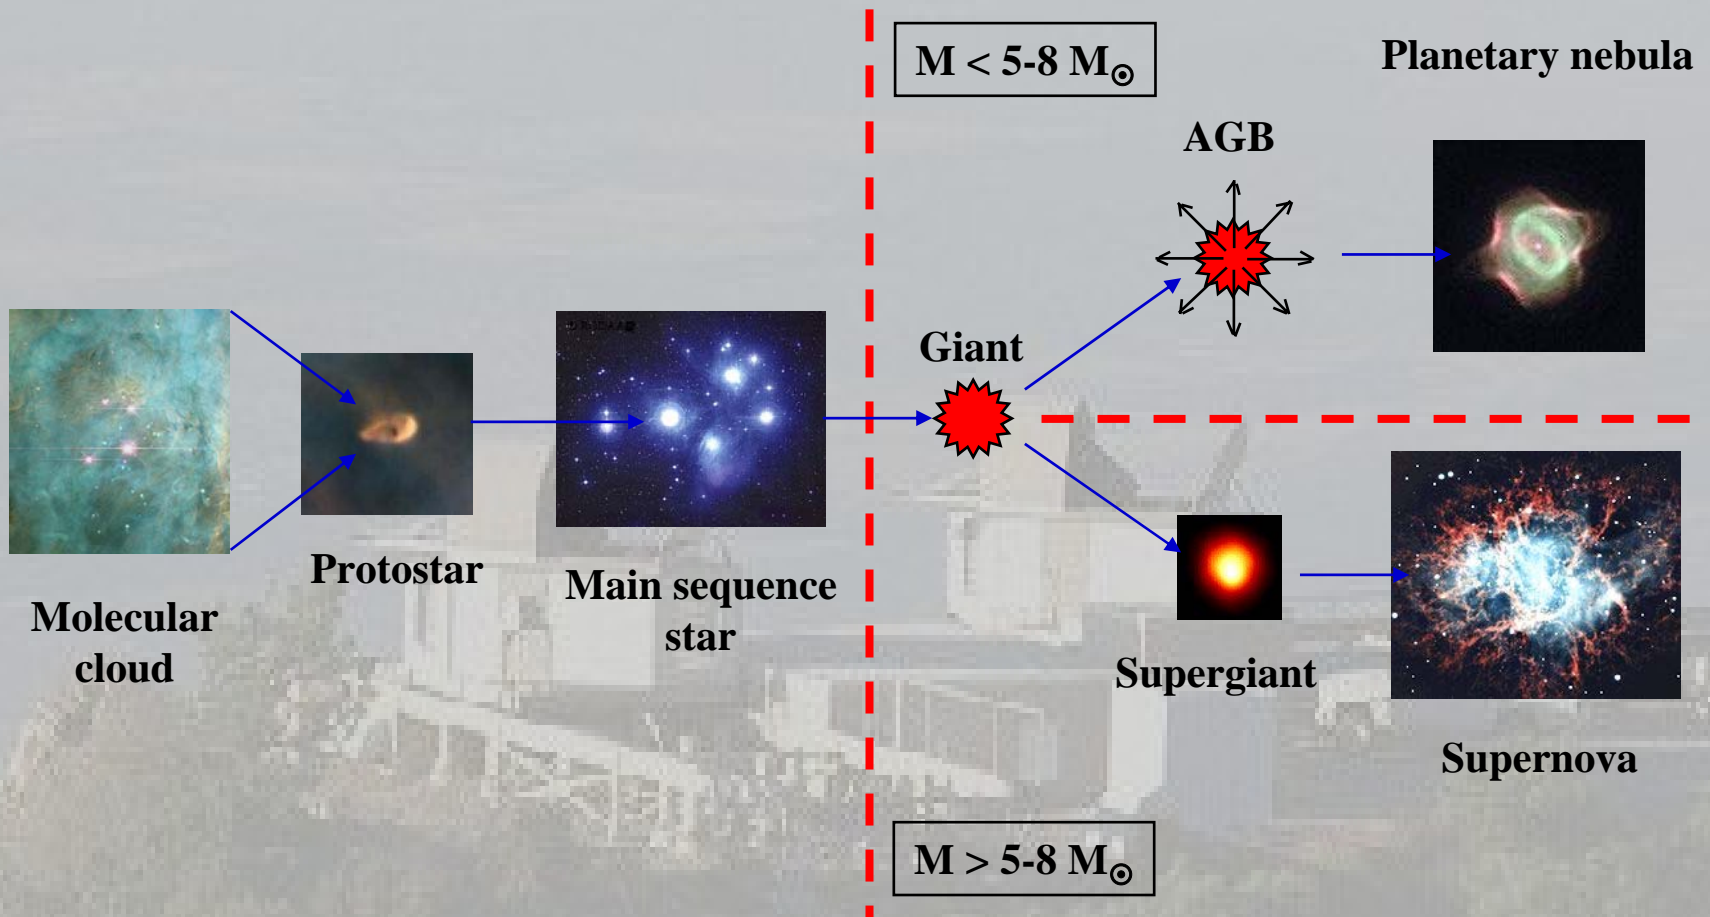 M < 5-8 M☉
Planetary nebula
AGB
Giant
Protostar
Main sequence
star
Molecular
cloud
Supergiant
Supernova
M > 5-8 M☉